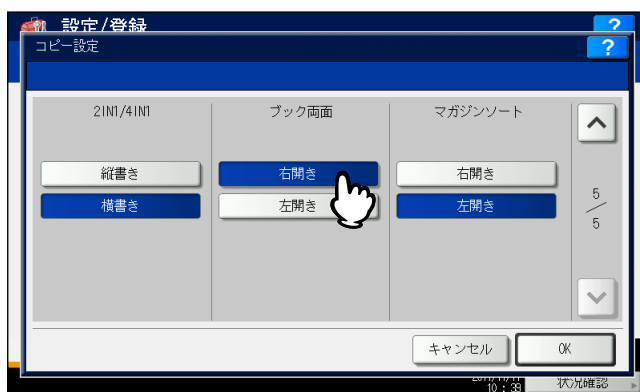 設定/登録
?
コピー設定
?
2IN1/4IN1
ブック両面
マガジンソート
縦書き
右開き
右開き
横書き
左開き
左開き
5
5
キャンセル
OK
10:39
状況確認